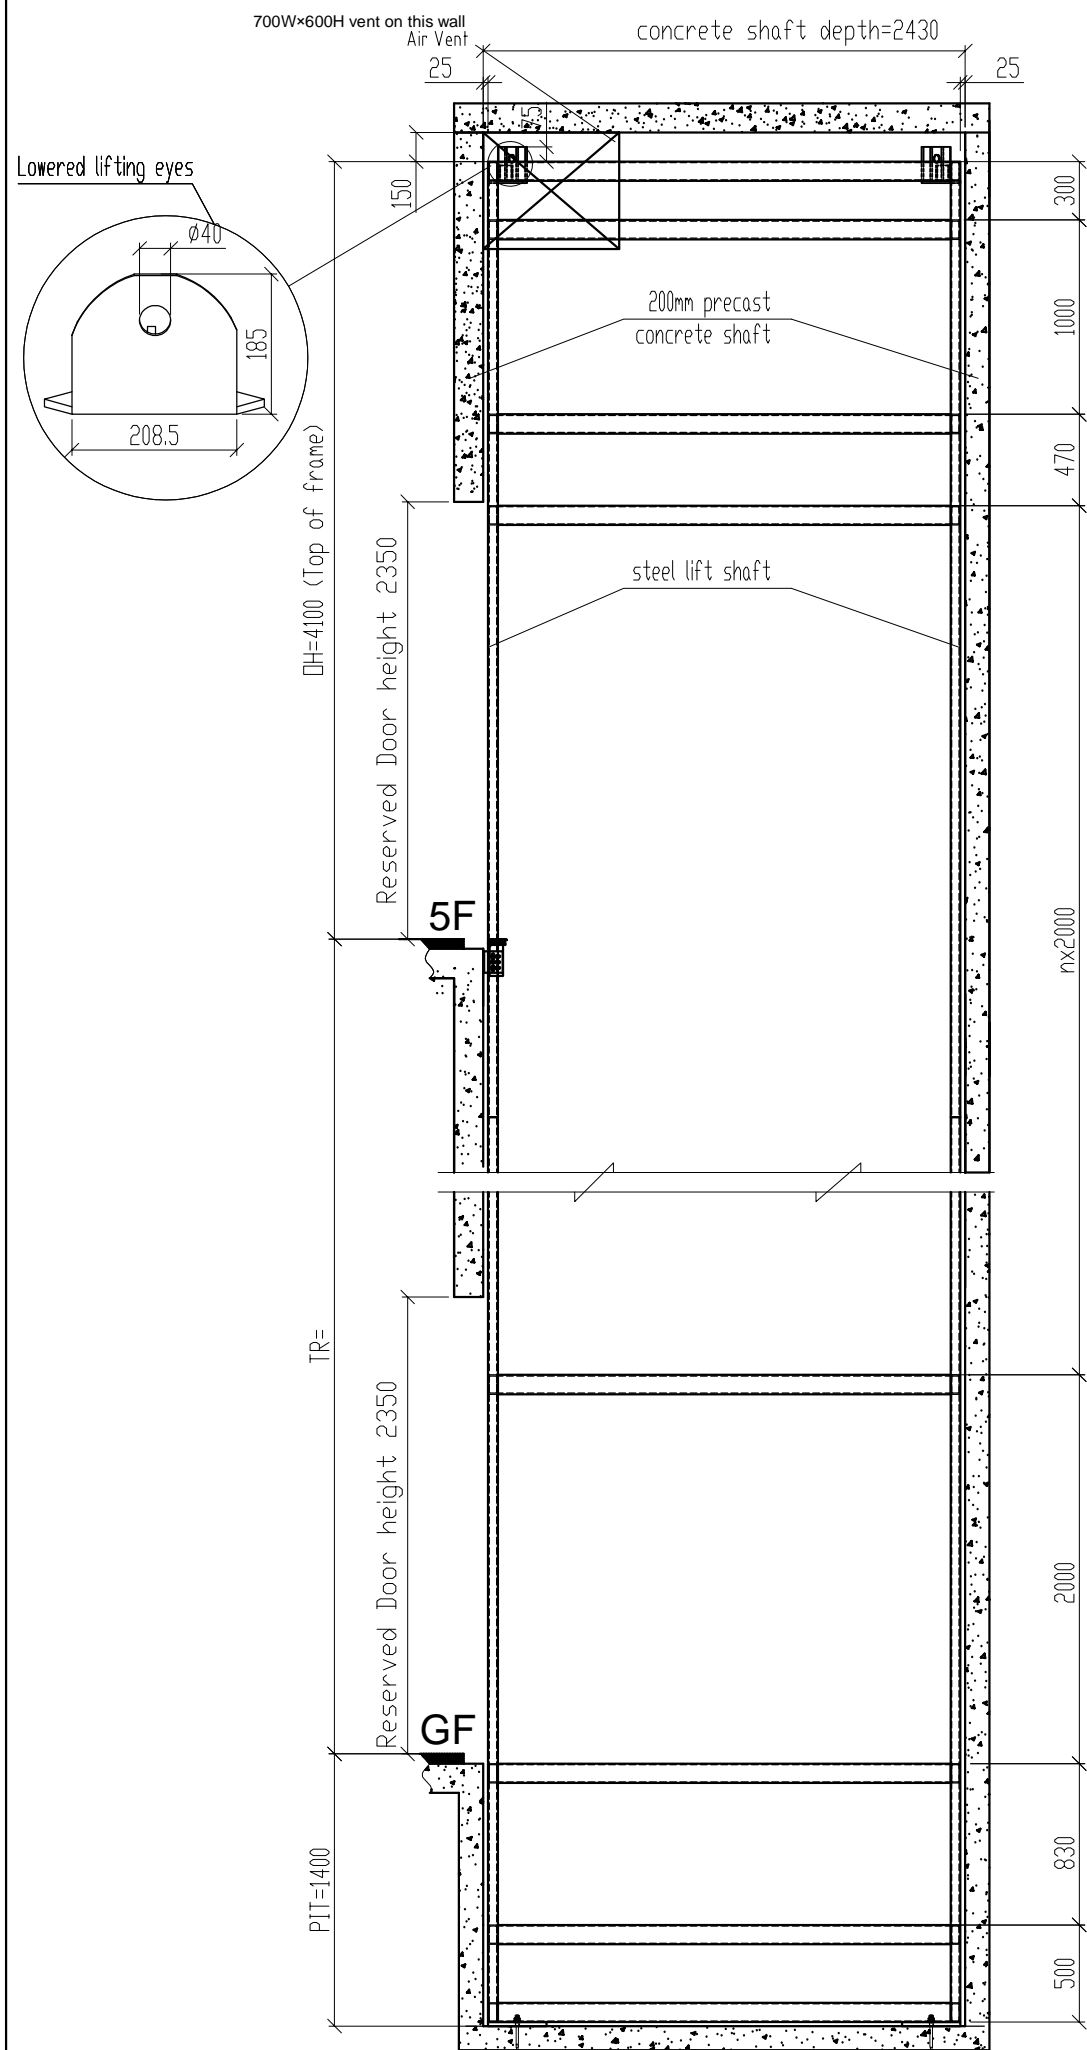 700W×600H vent on this wall
Air Vent
concrete shaft depth=2430
25
25
75
150
300
Lowered lifting eyes
ø40
185
208.5
200mm precast
concrete shaft
1000
470
OH=4100 (Top of frame)
Reserved Door height 2350
steel lift shaft
5F
nx2000
TR=
Reserved Door height 2350
2000
GF
PIT=1400
830
500